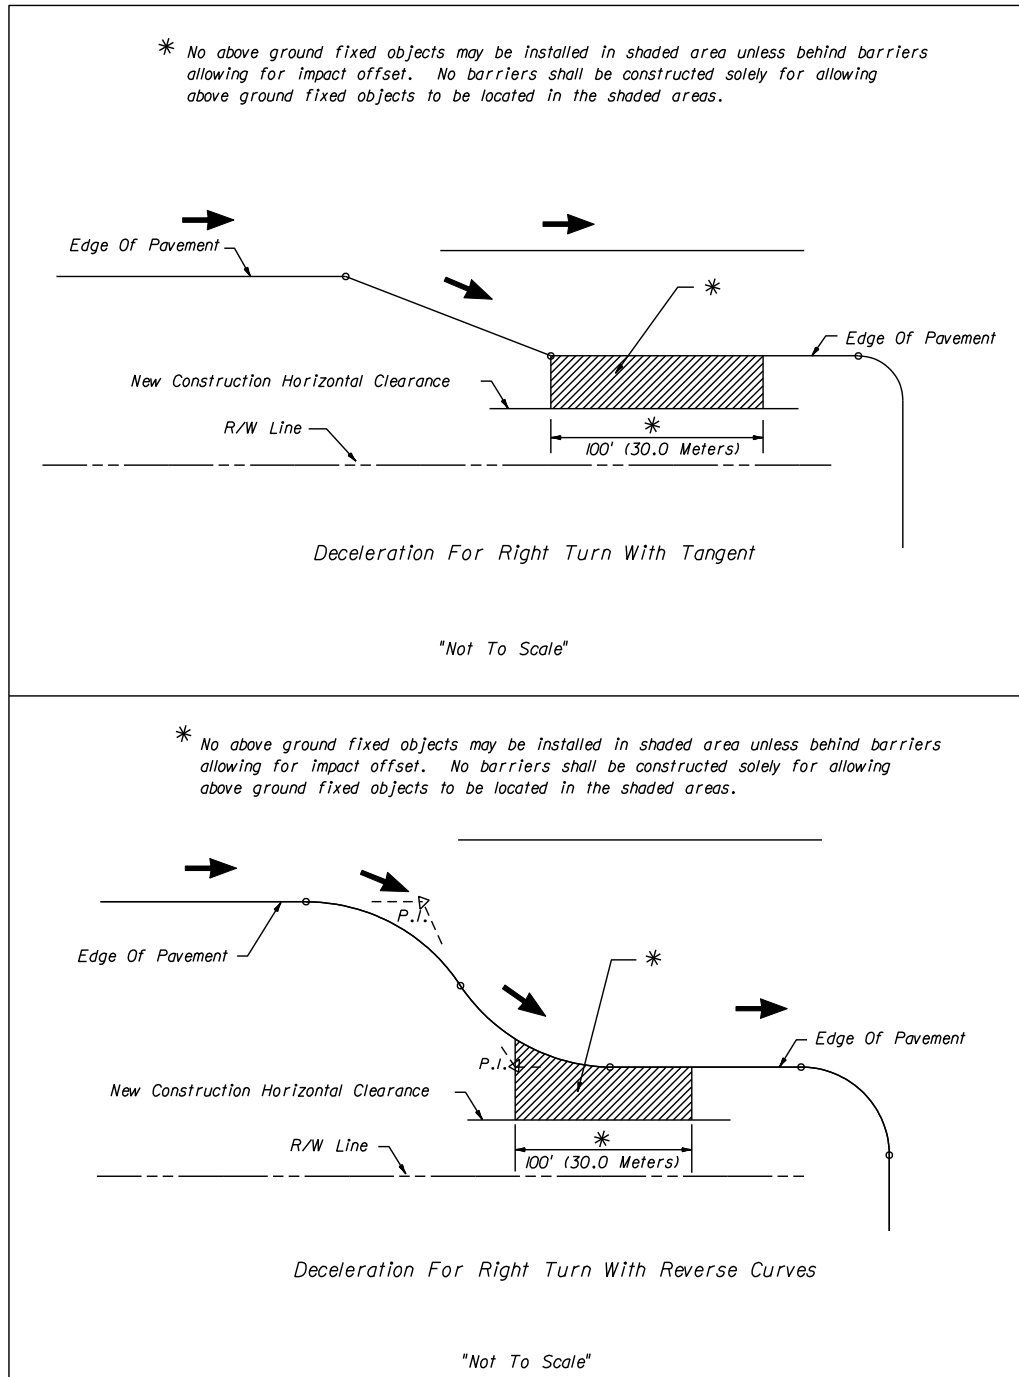 * No above ground fixed objects may be installed in shaded area unless behind barriers
allowing for impact offset. No barriers shall be constructed solely for allowing
above ground fixed objects to be located in the shaded areas.
Edge Of Pavement
*
Edge Of Pavement
New Construction Horizontal Clearance
R/W Line
*
100' (30.0 Meters)
Deceleration For Right Turn With Tangent
"Not To Scale"
* No above ground fixed objects may be installed in shaded area unless behind barriers
allowing for impact offset. No barriers shall be constructed solely for allowing
above ground fixed objects to be located in the shaded areas.
P.I.
Edge Of Pavement
*
Edge Of Pavement
P.I.
New Construction Horizontal Clearance
R/W Line
*
100' (30.0 Meters)
Deceleration For Right Turn With Reverse Curves
"Not To Scale"